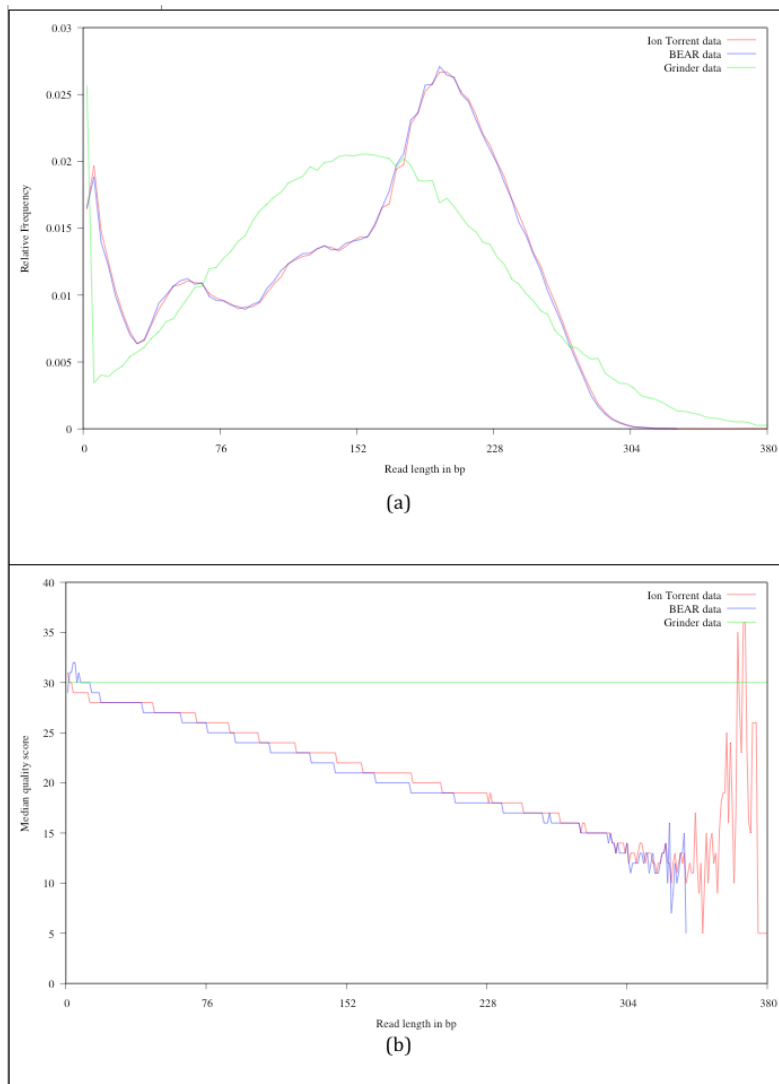 0.03
Ion Torrent data
BEAR data
Grinder data
0.025
0.02
Relative Frequency
0.015
0.01
0.005
0
0 76 152 228 304 380
Read length in bp
(a)
40
Ion Torrent data
BEAR data
Grinder data
35
30
25
Median quality score
20
15
10
5
0
0 76 152 228 304 380
Read length in bp
(b)